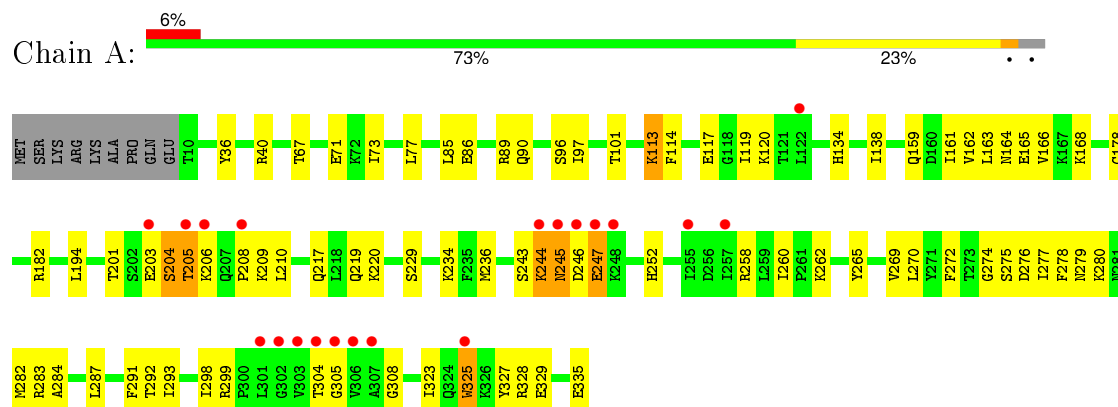 6%
Chain A:
73% 23% • •
MET SER LYS ARG LYS ALA PRO GLN GLU T10 Y36 R40 T67 E71 K72 I73 L77 L85 E86 R89 Q90 S96 I97 T101 K113 F114 E117 G118 I119 K120 T121 L122 H134 I138 Q159 D160 I161 V162 L163 N164 E165 V166 K167 K168
R182 L194 T201 S202 E203 S204 T205 K206 Q207 P208 K209 L210 Q217 L218 Q219 K220 S229 K234 F235 M236 S243 K244 N245 D246 E247 K248 H252 I255 D256 I257 R258 L259 I260 P261 K262 Y265 V269 L270 Y271 F272 T273 G274 S275 D276 I277 F278 N279 K280
M282 R283 A284 L287 F291 T292 I293 I298 R299 P300 L301 G302 V303 T304 G305 V306 A307 G308 I323 Q324 W325 K326 Y327 R328 E329 E335